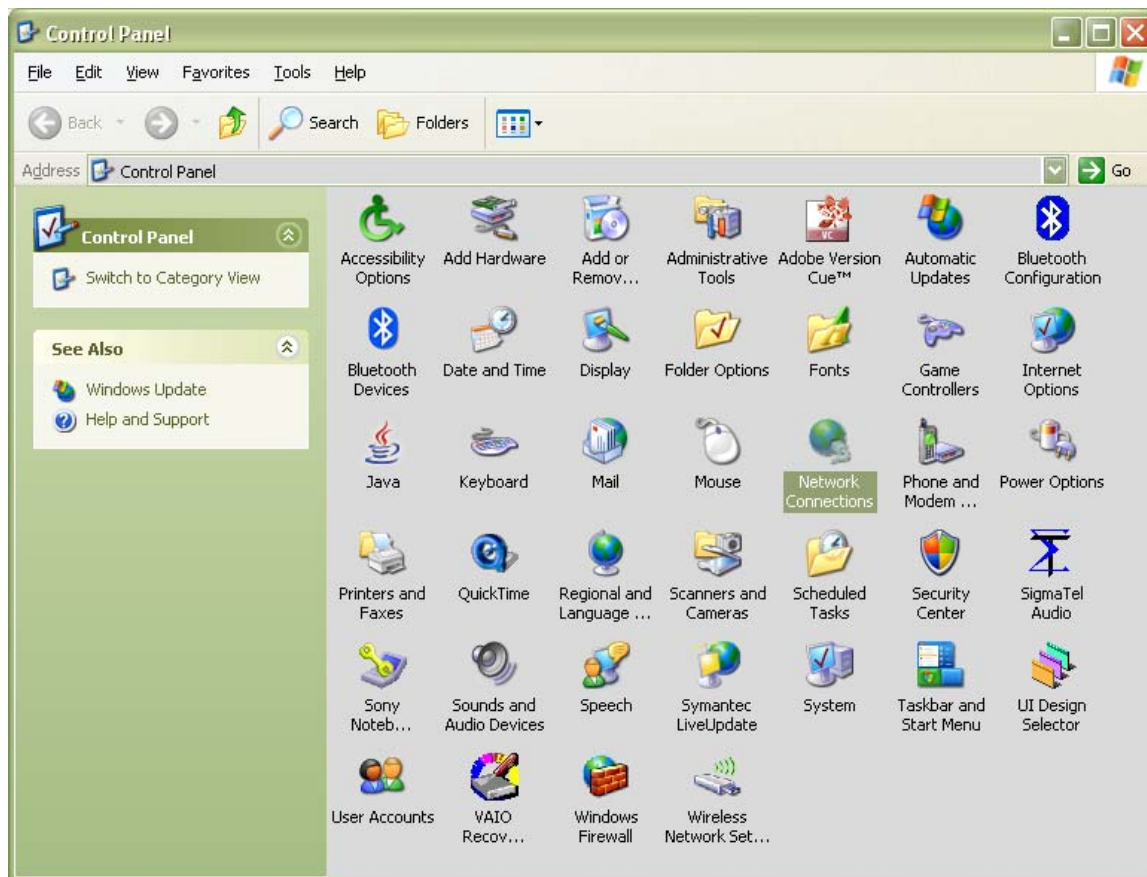 Control Panel
File Edit View Favorites Tools Help
Back Search Folders
Address Control Panel Go
Control Panel
Switch to Category View
See Also
Windows Update
Help and Support
Accessibility Options
Add Hardware
Add or Remov...
Administrative Tools
VC
Adobe Version Cue™
Automatic Updates
Bluetooth Configuration
Bluetooth Devices
Date and Time
Display
Folder Options
Fonts
Game Controllers
Internet Options
Java
Keyboard
Mail
Mouse
Network Connections
Phone and Modem ...
Power Options
Printers and Faxes
QuickTime
Regional and Language ...
Scanners and Cameras
Scheduled Tasks
Security Center
SigmaTel Audio
Sony Noteb...
Sounds and Audio Devices
Speech
Symantec LiveUpdate
System
Taskbar and Start Menu
UI Design Selector
User Accounts
VAIO Recov...
Windows Firewall
Wireless Network Set...